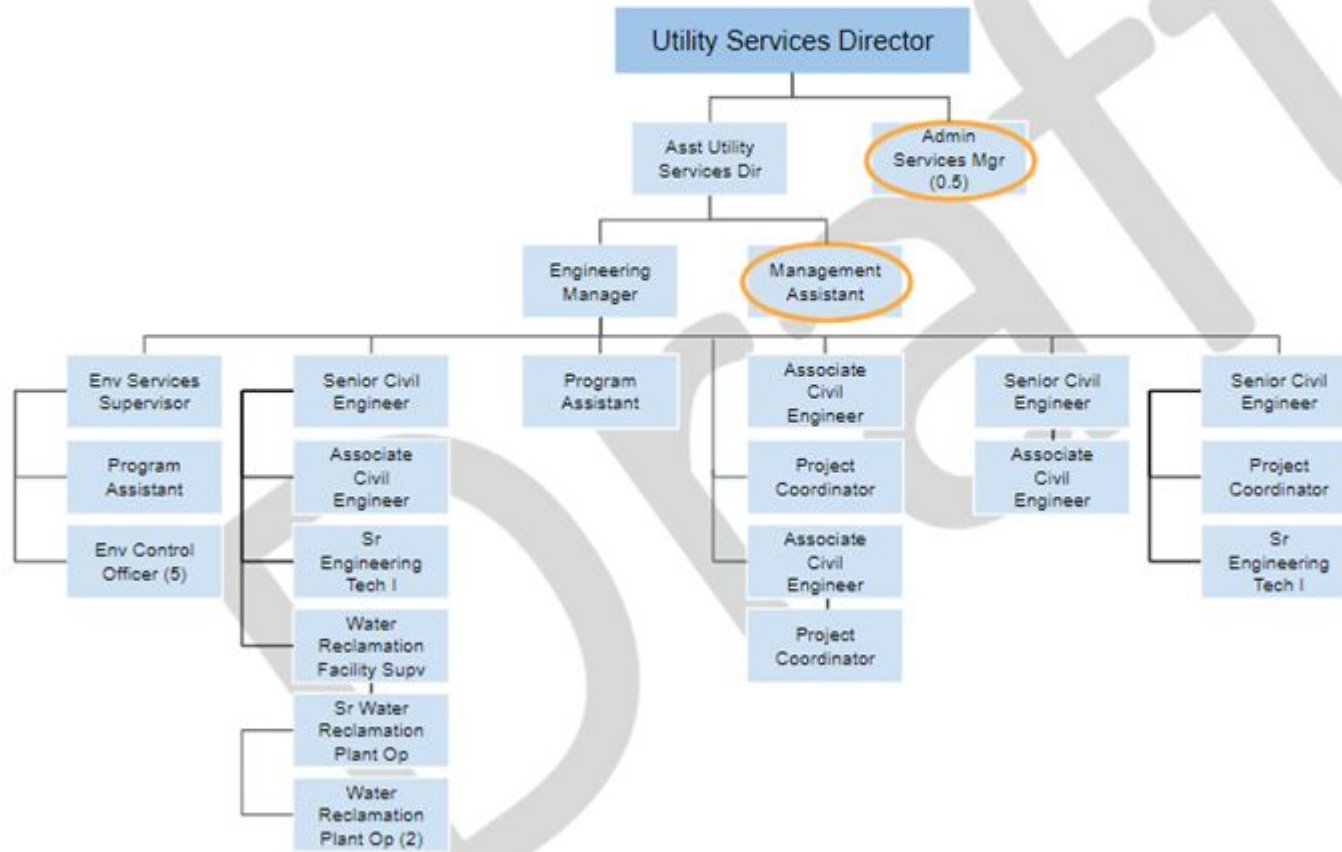 Utility Services Director
Asst Utility
Services Dir
Admin
Services Mgr
(0.5)
Engineering
Manager
Management
Assistant
Env Services
Supervisor
Program
Assistant
Env Control
Officer (5)
Senior Civil
Engineer
Associate
Civil
Engineer
Sr
Engineering
Tech I
Water
Reclamation
Facility Supv
Sr Water
Reclamation
Plant Op
Water
Reclamation
Plant Op (2)
Program
Assistant
Associate
Civil
Engineer
Project
Coordinator
Associate
Civil
Engineer
Project
Coordinator
Senior Civil
Engineer
Associate
Civil
Engineer
Senior Civil
Engineer
Project
Coordinator
Sr
Engineering
Tech I
Draft